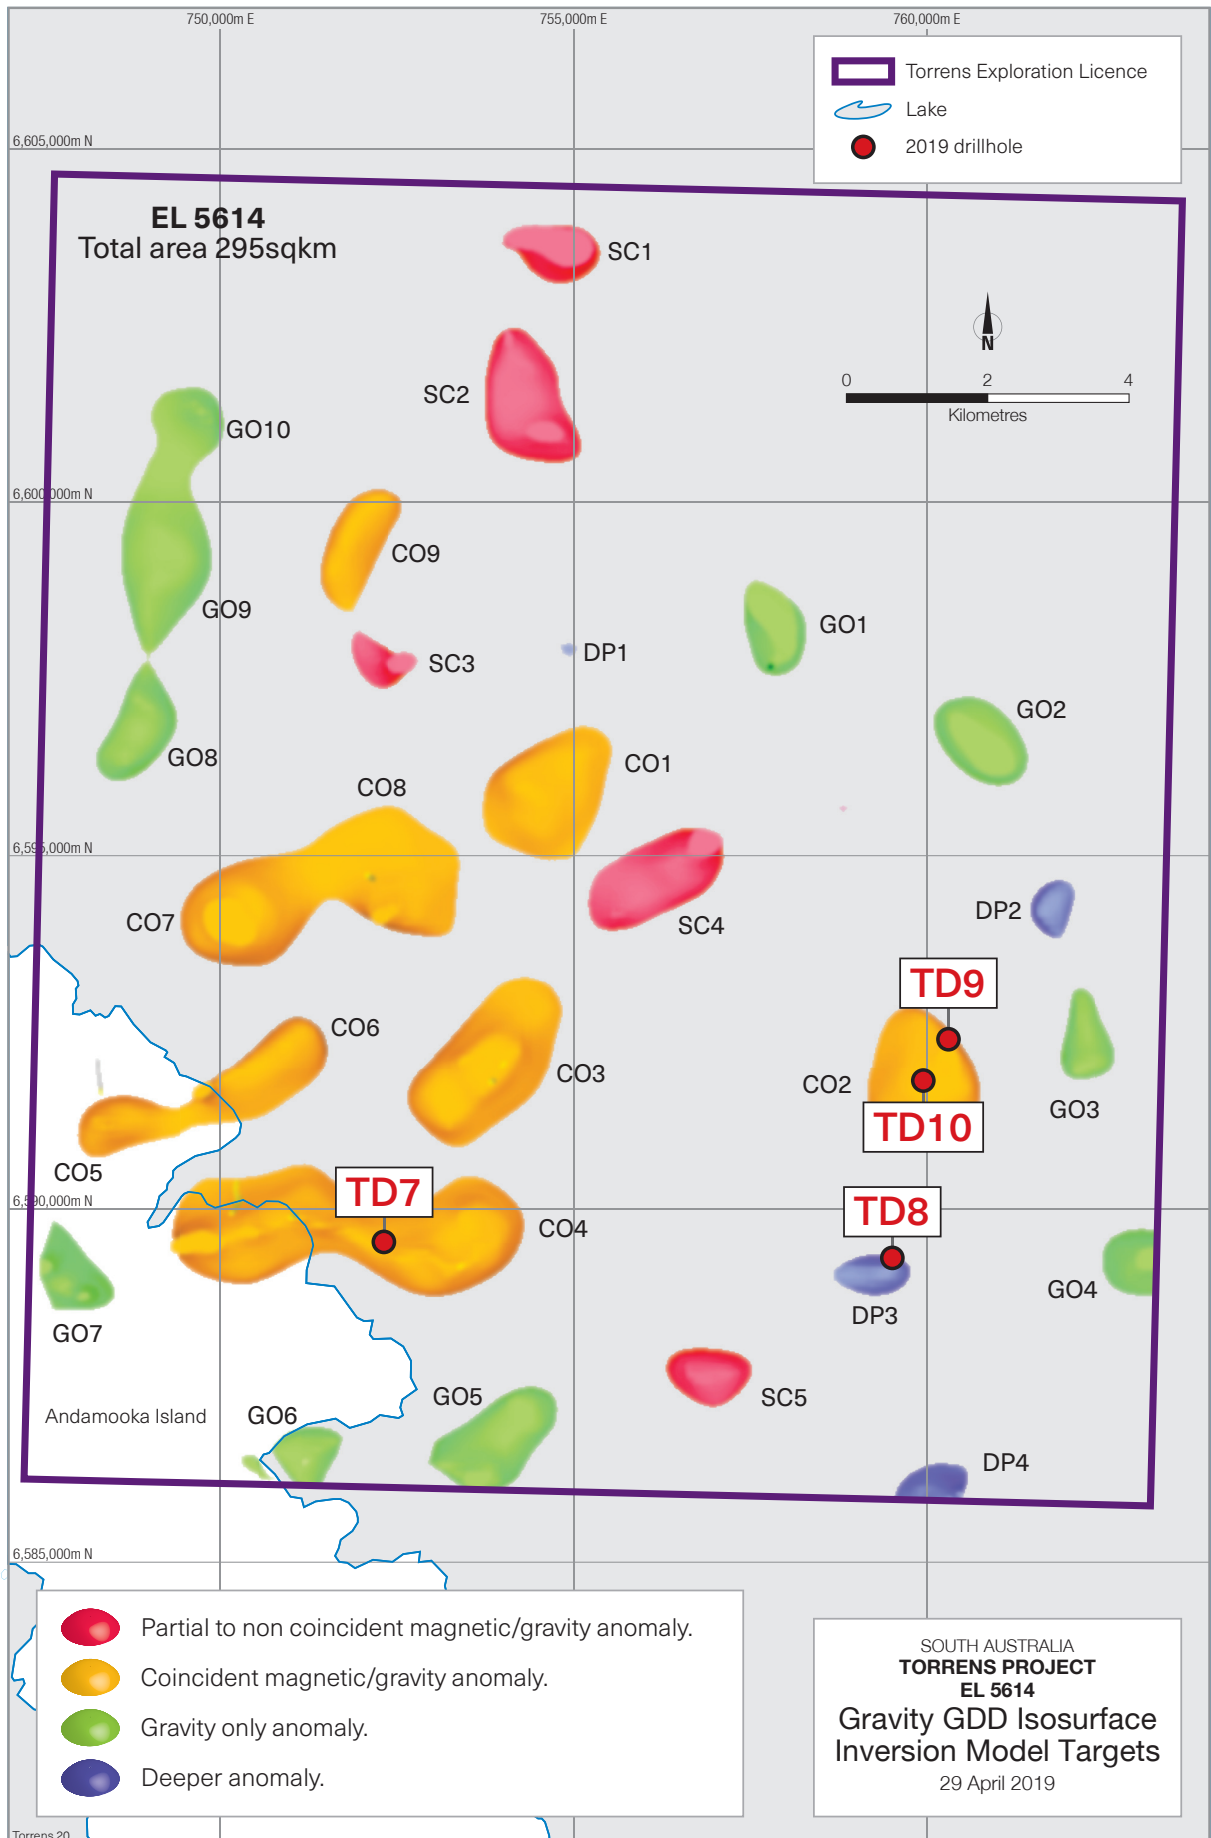 750,000m E
755,000m E
760,000m E
Torrens Exploration Licence
Lake
2019 drillhole
6,605,000m N
EL 5614
Total area 295sqkm
SC1
N
0 2 4
Kilometres
SC2
GO10
6,600,000m N
CO9
GO9
GO1
SC3
DP1
GO2
GO8
CO1
CO8
6,595,000m N
DP2
CO7
SC4
TD9
CO6
CO3
CO2
GO3
TD10
CO5
TD7
6,590,000m N
TD8
CO4
GO4
DP3
GO7
GO5
SC5
Andamooka Island
GO6
DP4
6,585,000m N
Partial to non coincident magnetic/gravity anomaly.
Coincident magnetic/gravity anomaly.
Gravity only anomaly.
Deeper anomaly.
SOUTH AUSTRALIA
TORRENS PROJECT
EL 5614
Gravity GDD Isosurface
Inversion Model Targets
29 April 2019
Torrens 20